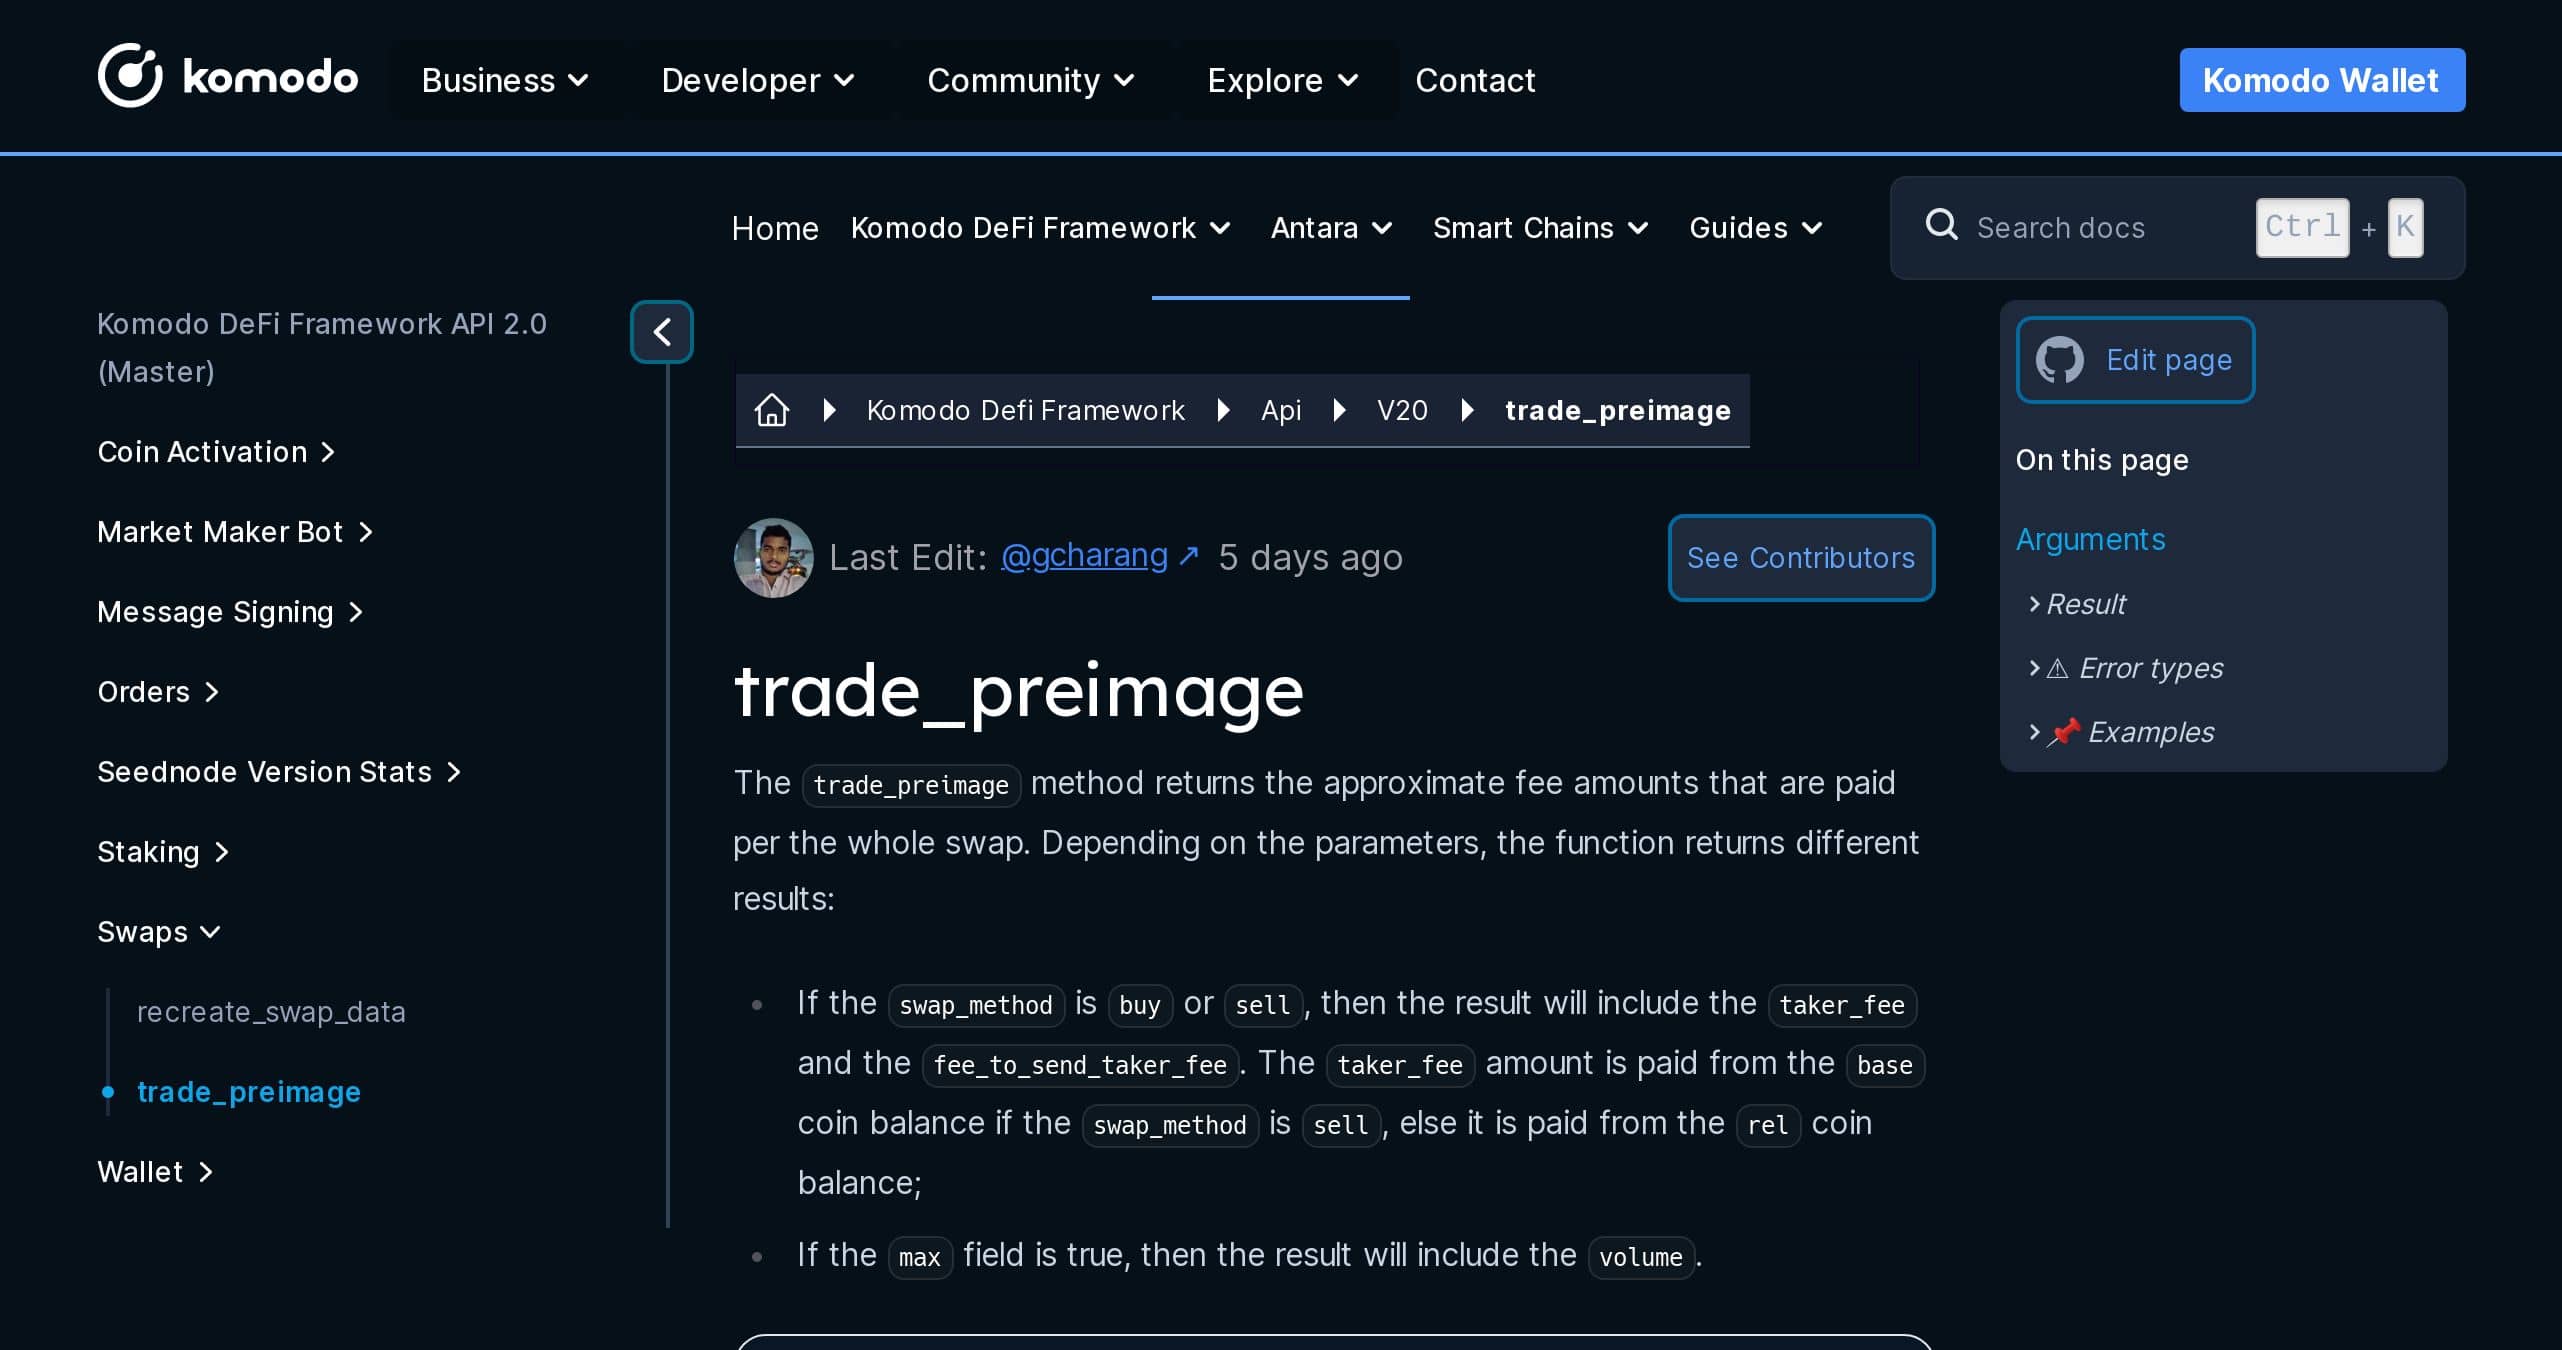 komodo Business Developer Community Explore Contact Komodo Wallet
Home Komodo DeFi Framework Antara Smart Chains Guides Search docs Ctrl + K
Komodo DeFi Framework API 2.0
(Master)
Coin Activation
Market Maker Bot
Message Signing
Orders
Seednode Version Stats
Staking
Swaps
recreate_swap_data
trade_preimage
Wallet
Komodo Defi Framework Api V20 trade_preimage
Last Edit: @gcharang ↗ 5 days ago See Contributors
trade_preimage
The trade_preimage method returns the approximate fee amounts that are paid
per the whole swap. Depending on the parameters, the function returns different
results:
• If the swap_method is buy or sell, then the result will include the taker_fee
and the fee_to_send_taker_fee. The taker_fee amount is paid from the base
coin balance if the swap_method is sell, else it is paid from the rel coin
balance;
• If the max field is true, then the result will include the volume.
Edit page
On this page
Arguments
Result
⚠ Error types
📌 Examples